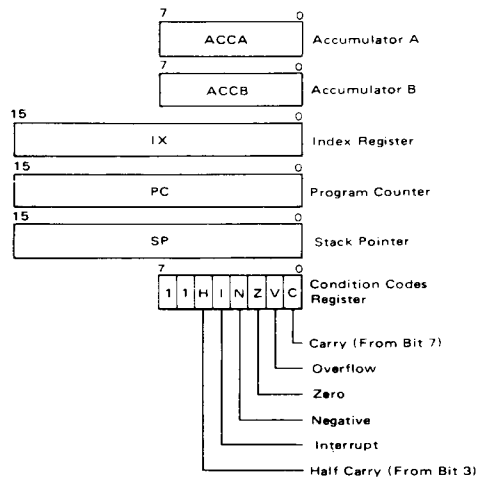 7 0
ACCA Accumulator A
7 0
ACCB Accumulator B
15 0
IX Index Register
15 0
PC Program Counter
15 0
SP Stack Pointer
7 0
1 1 H I N Z V C Condition Codes
Register
Carry (From Bit 7)
Overflow
Zero
Negative
Interrupt
Half Carry (From Bit 3)